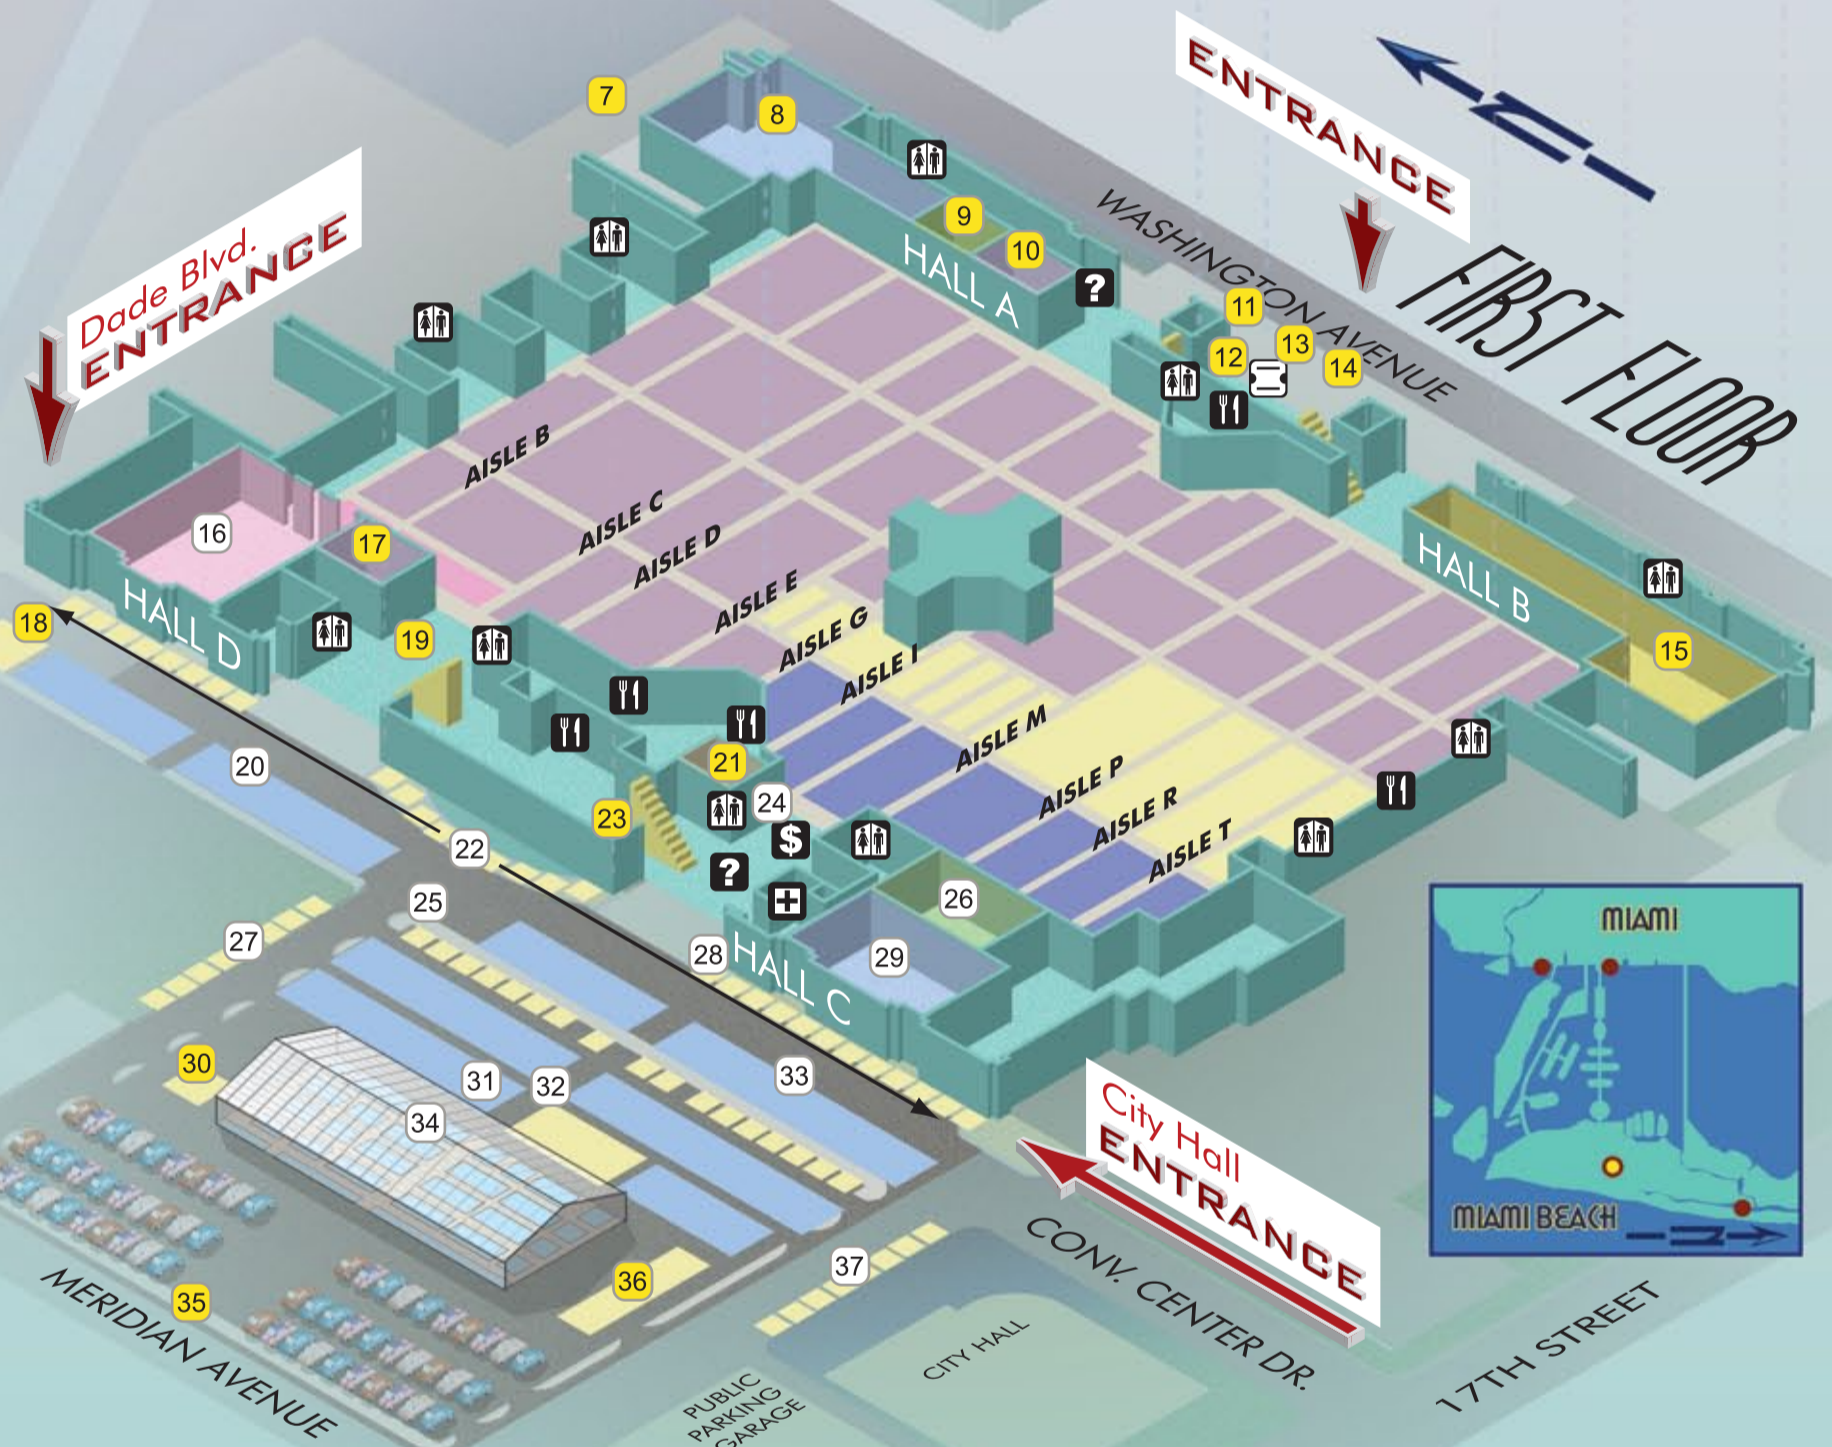 ENTRANCE
N
7
8
WASHINGTON AVENUE
FIRST FLOOR
Dade Blvd.
ENTRANCE
9
10
HALL A
?
11
12
13
14
AISLE B
AISLE C
AISLE D
AISLE E
AISLE G
AISLE I
AISLE M
AISLE P
AISLE R
AISLE T
HALL B
15
16
17
HALL D
18
19
20
21
22
23
24
$
?
25
26
27
28
HALL C
29
30
31
32
33
34
35
36
37
MIAMI
MIAMI BEACH
N
City Hall
ENTRANCE
CONV. CENTER DR.
17TH STREET
MERIDIAN AVENUE
CITY HALL
PUBLIC
PARKING
GARAGE